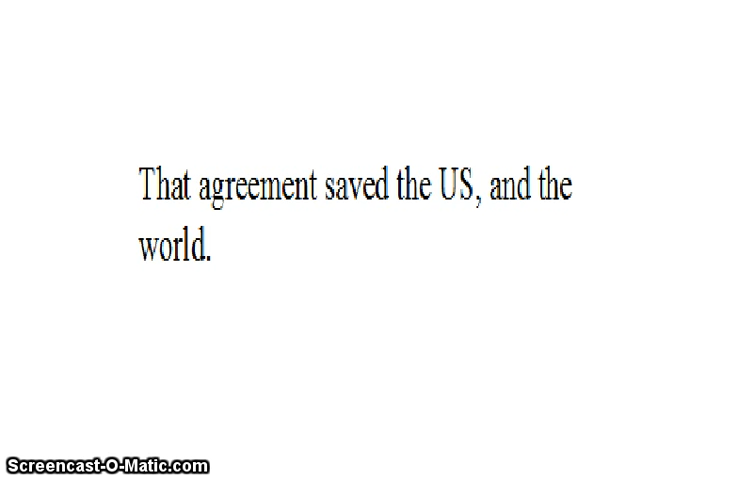 That agreement saved the US, and the
world.
Screencast-O-Matic.com